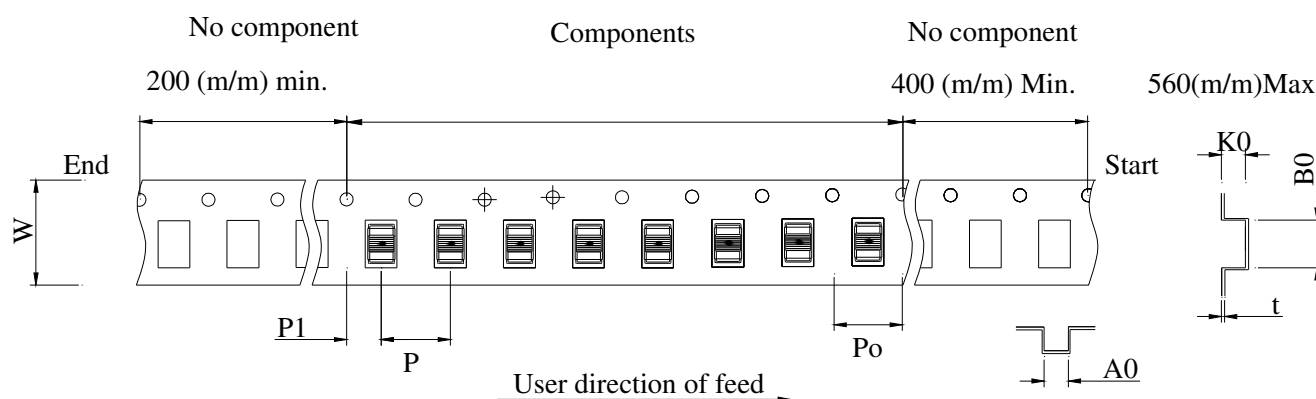 No component
Components
No component
200 (m/m) min.
400 (m/m) Min.
560(m/m)Max
End
Start
K0
B0
W
t
P1
P
Po
A0
User direction of feed